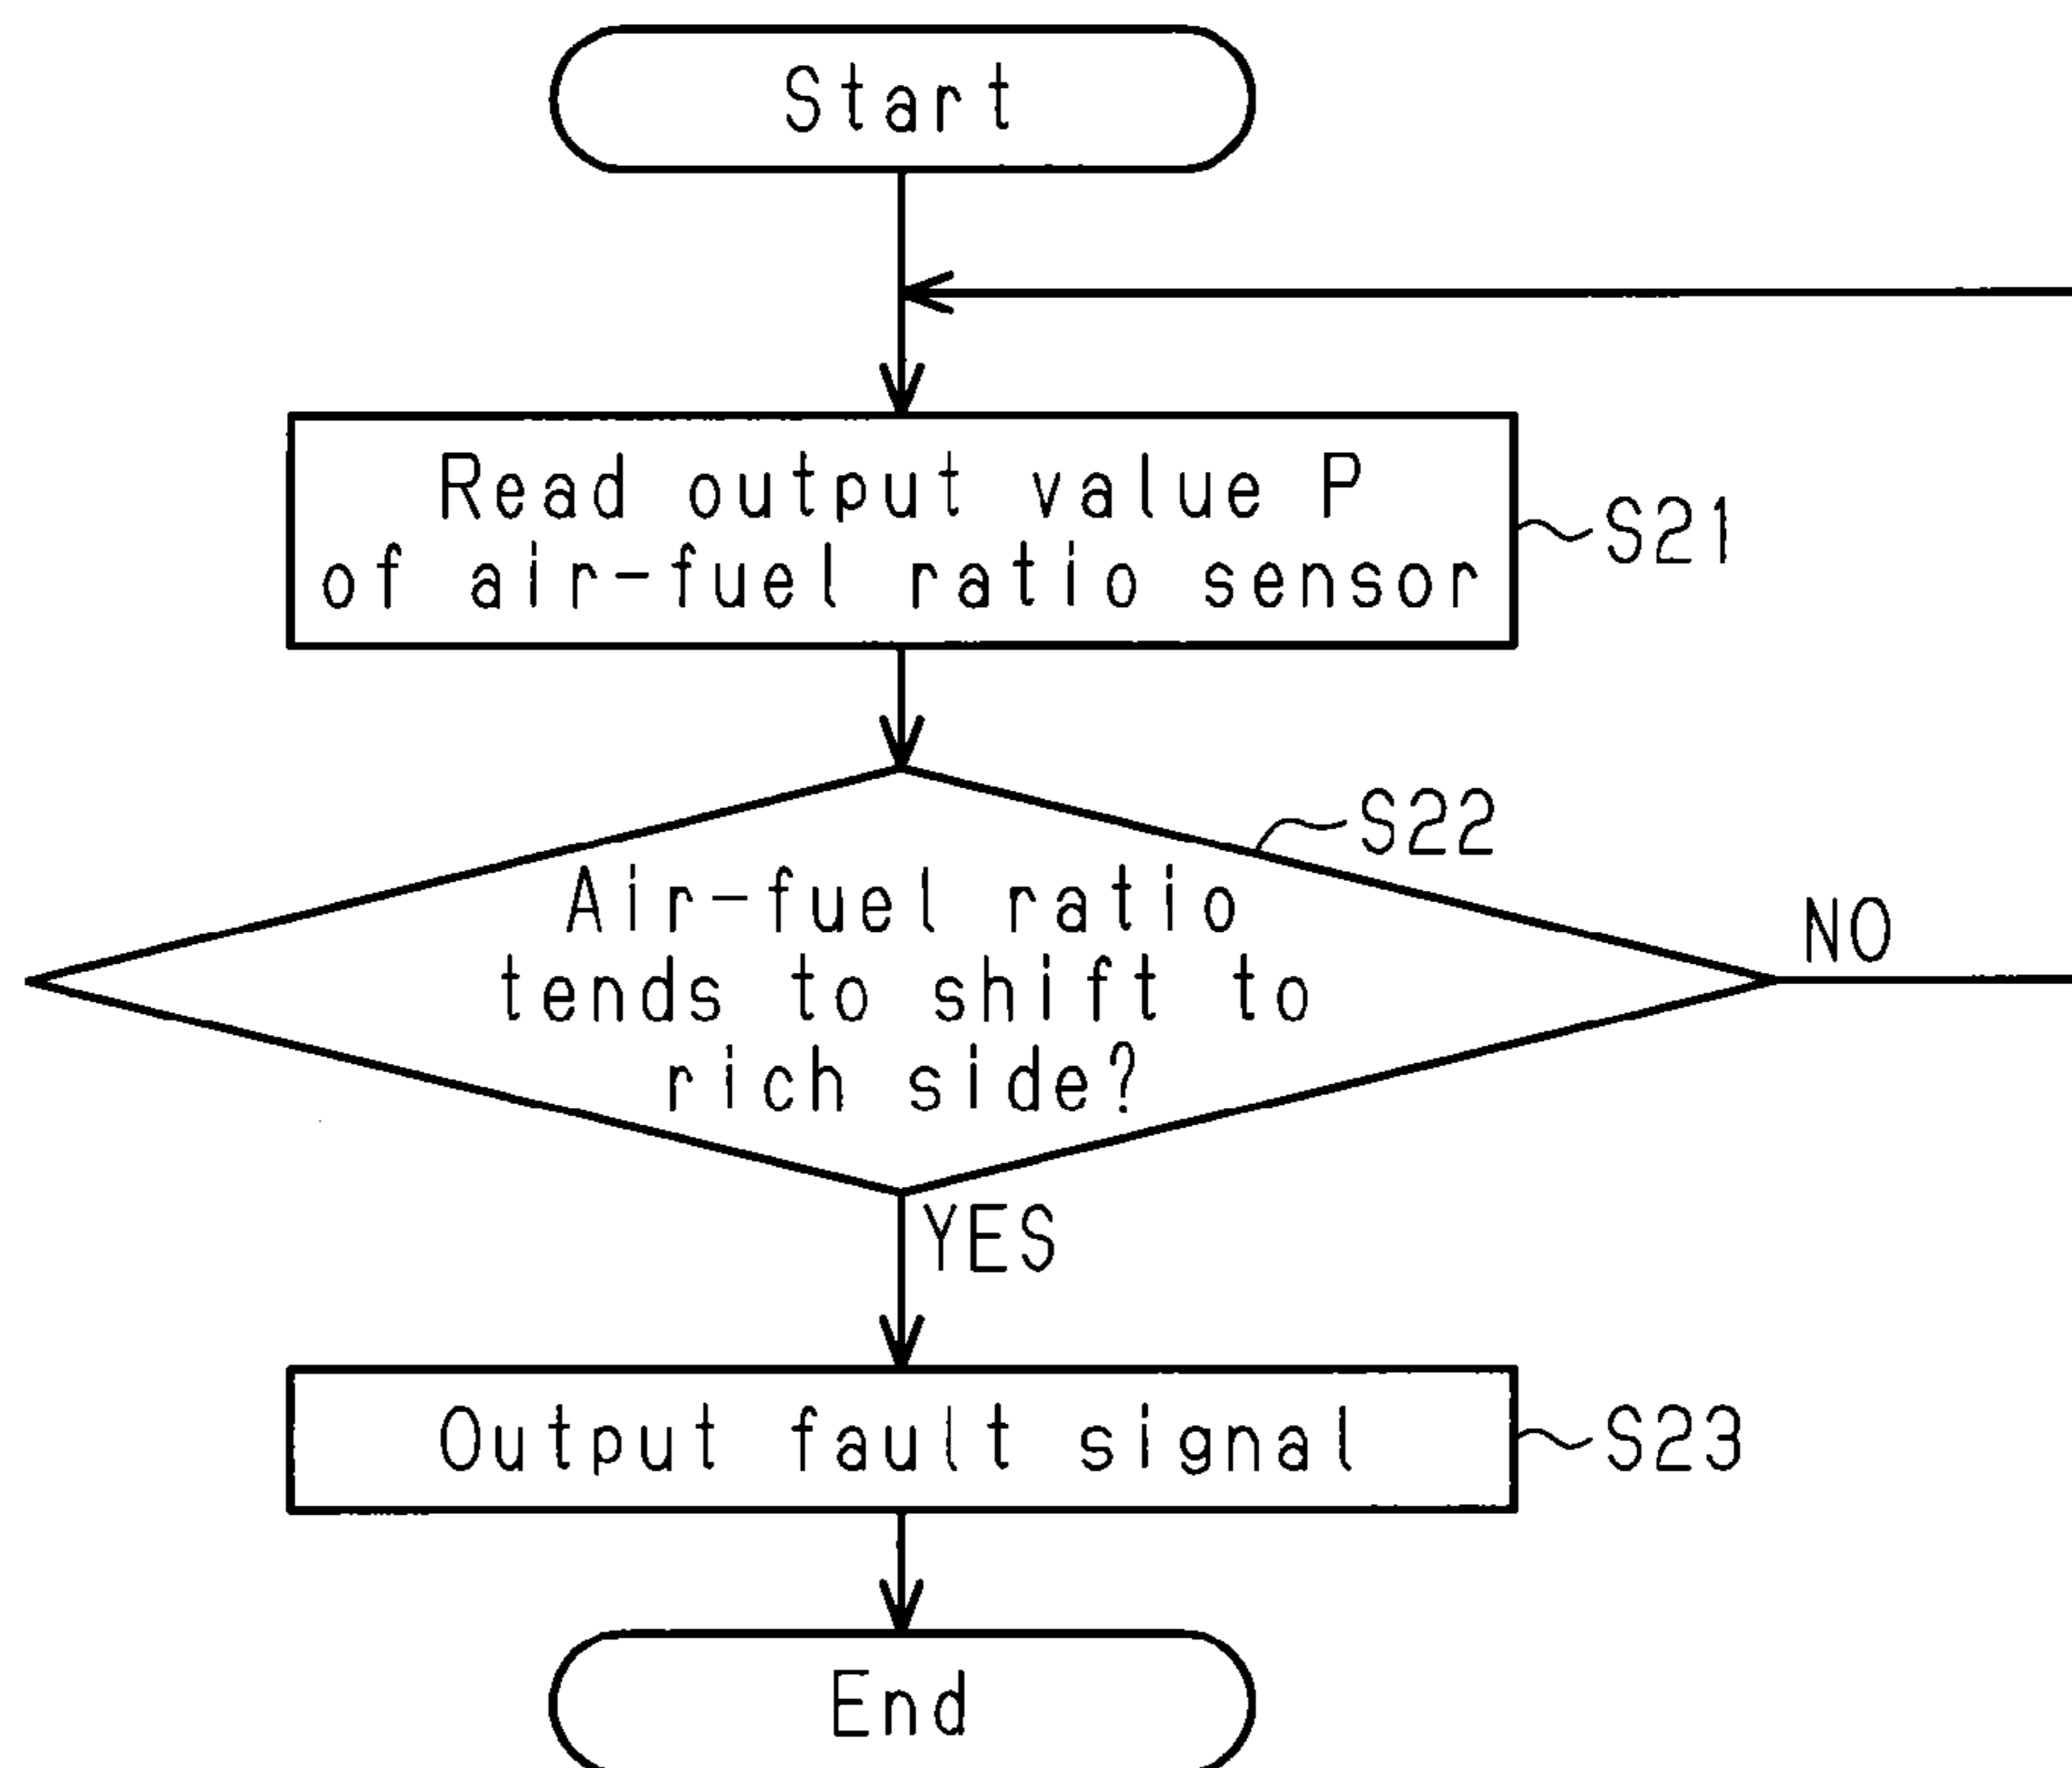 Start
Read output value P
of air-fuel ratio sensor
S21
S22
Air-fuel ratio
tends to shift to
rich side?
NO
YES
Output fault signal
S23
End